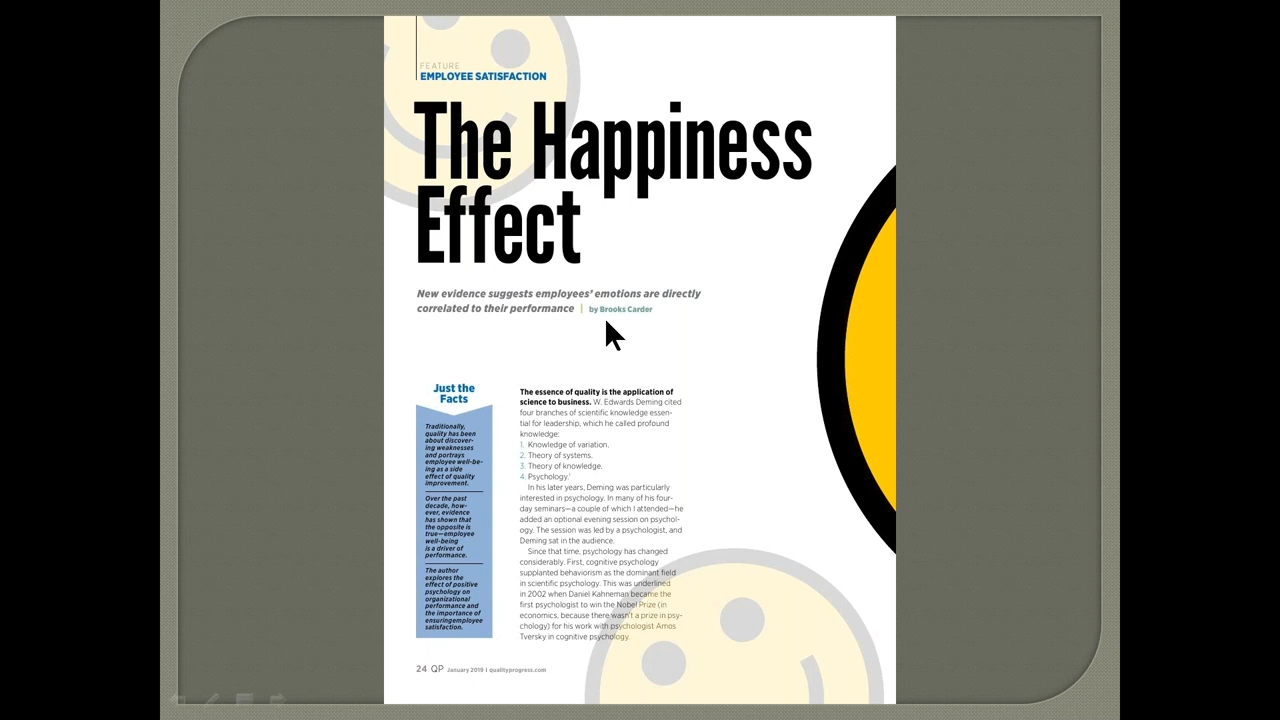 FEATURE
EMPLOYEE SATISFACTION
The Happiness
Effect
New evidence suggests employees' emotions are directly
correlated to their performance | by Brooks Carder
Just the
Facts
Traditionally,
quality has been
about discover-
ing weaknesses
and portrays
employee well-be-
ing as a side
effect of quality
improvement.
Over the past
decade, how-
ever, evidence
has shown that
the opposite is
true—employee
well-being
is a driver of
performance.
The author
explores the
effect of positive
psychology on
organizational
performance and
the importance of
ensuringemployee
satisfaction.
The essence of quality is the application of
science to business. W. Edwards Deming cited
four branches of scientific knowledge essen-
tial for leadership, which he called profound
knowledge:
1. Knowledge of variation.
2. Theory of systems.
3. Theory of knowledge.
4. Psychology.¹
In his later years, Deming was particularly
interested in psychology. In many of his four-
day seminars—a couple of which I attended—he
added an optional evening session on psychol-
ogy. The session was led by a psychologist, and
Deming sat in the audience.
Since that time, psychology has changed
considerably. First, cognitive psychology
supplanted behaviorism as the dominant field
in scientific psychology. This was underlined
in 2002 when Daniel Kahneman became the
first psychologist to win the Nobel Prize (in
economics, because there wasn't a prize in psy-
chology) for his work with psychologist Amos
Tversky in cognitive psychology.
24 QP January 2019 | qualityprogress.com